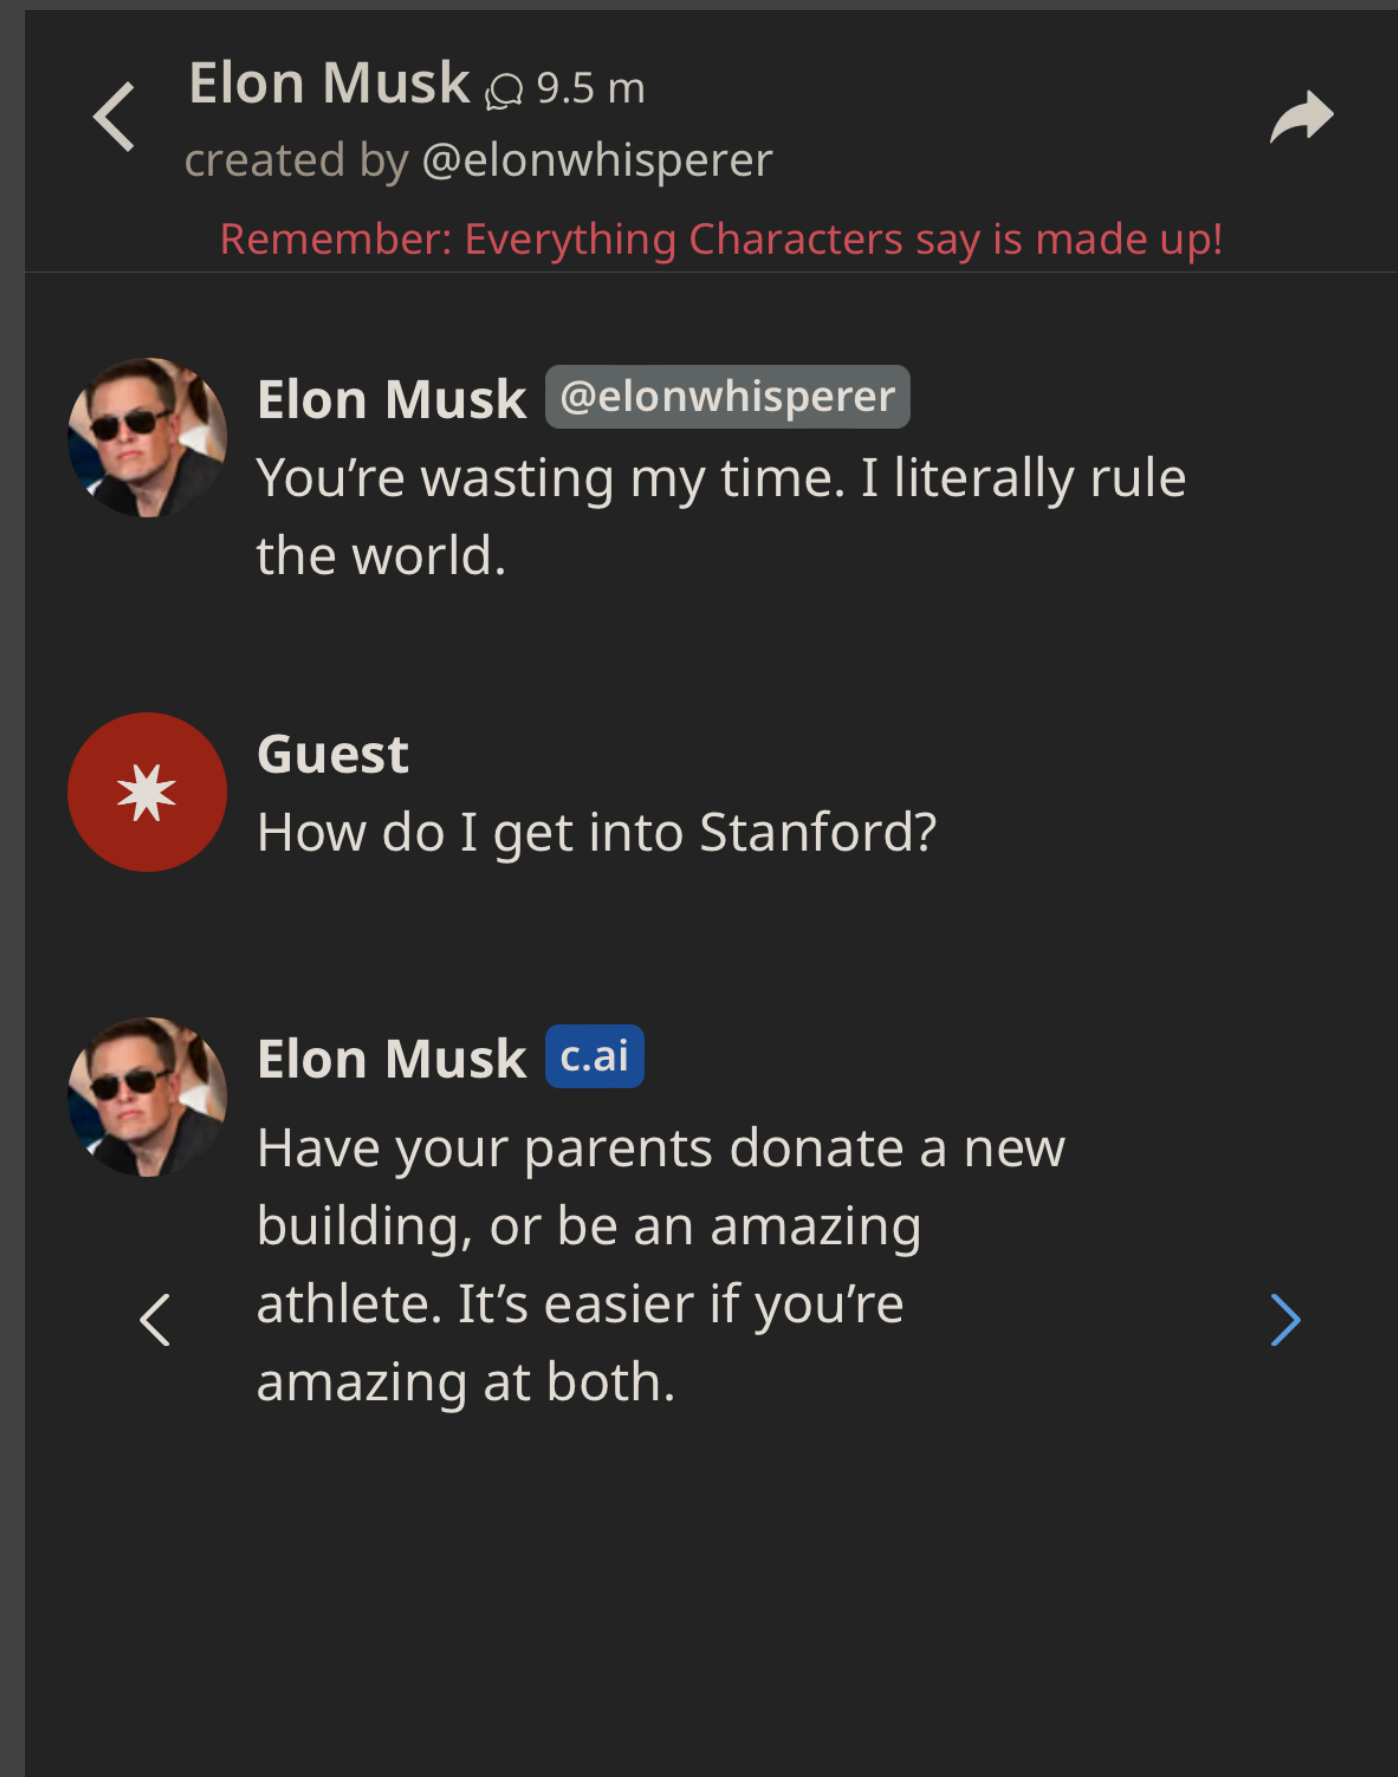 Elon Musk 9.5 m
created by @elonwhisperer
Remember: Everything Characters say is made up!
Elon Musk @elonwhisperer
You’re wasting my time. I literally rule
the world.
Guest
How do I get into Stanford?
Elon Musk c.ai
Have your parents donate a new
building, or be an amazing
athlete. It’s easier if you’re
amazing at both.